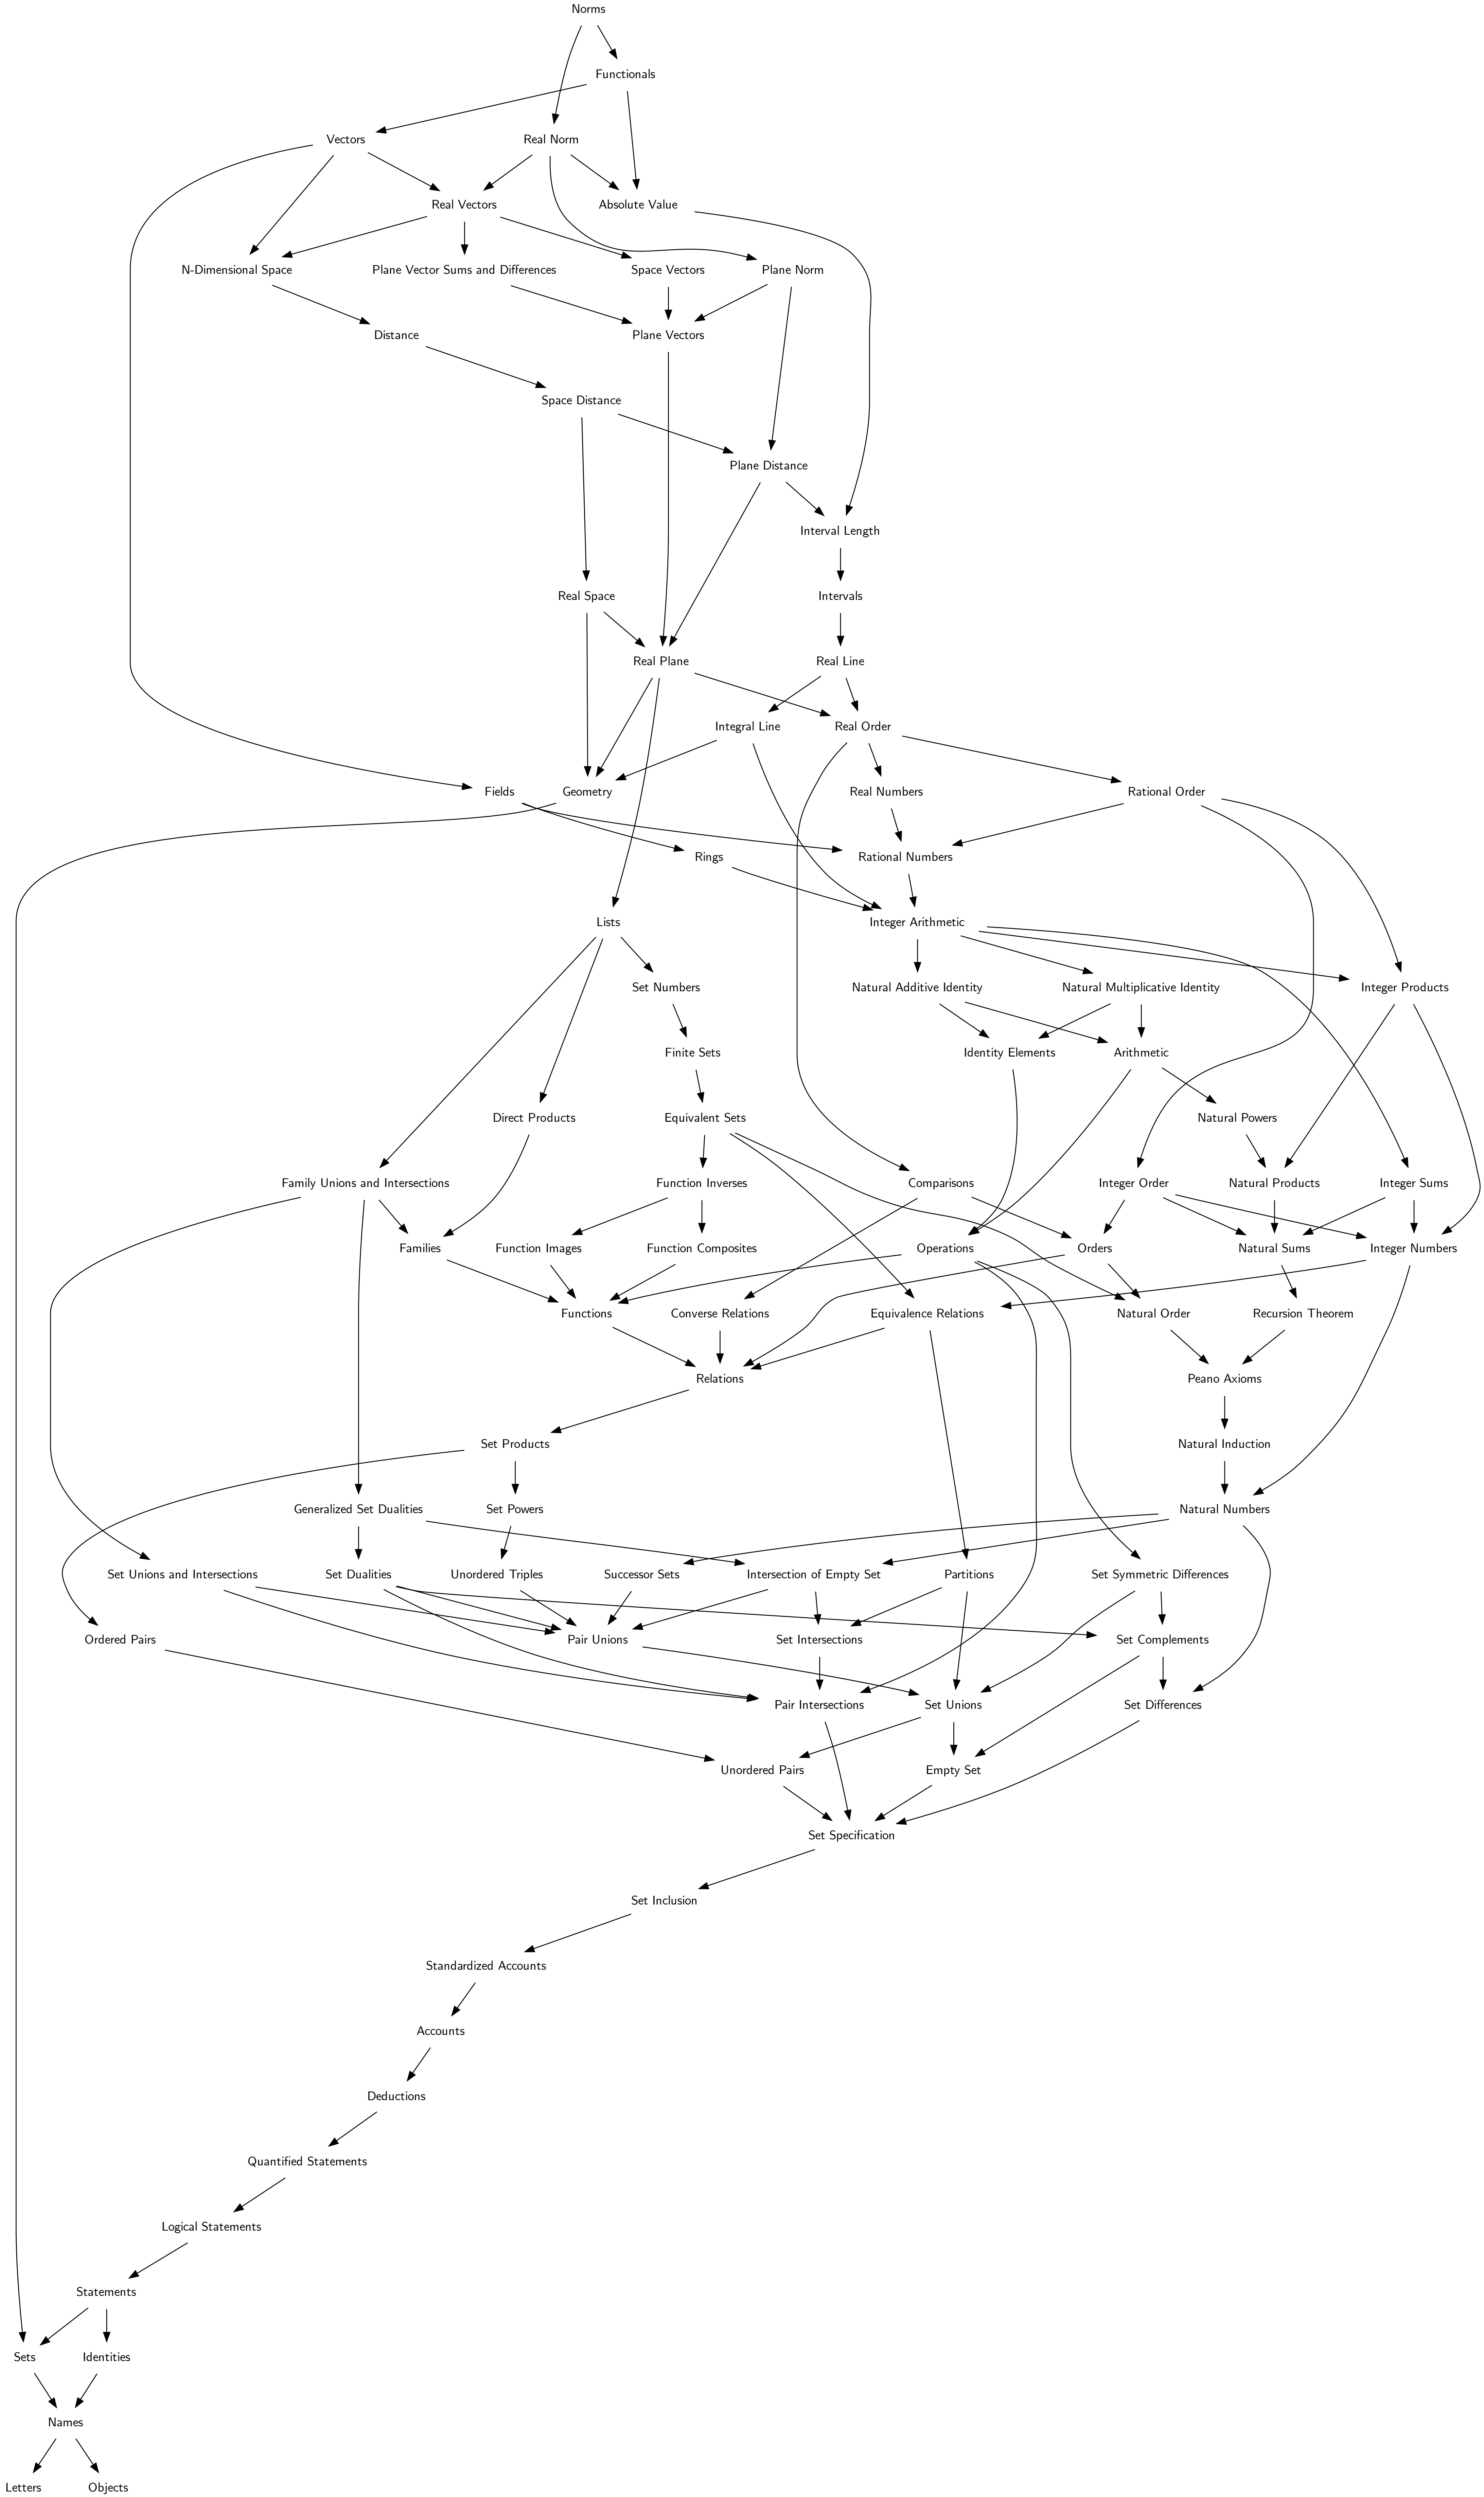 Norms
Functionals
Vectors
Real Norm
Real Vectors
Absolute Value
N-Dimensional Space
Plane Vector Sums and Differences
Space Vectors
Plane Norm
Distance
Plane Vectors
Space Distance
Plane Distance
Interval Length
Real Space
Intervals
Real Plane
Real Line
Integral Line
Real Order
Fields
Geometry
Real Numbers
Rational Order
Rings
Rational Numbers
Lists
Integer Arithmetic
Set Numbers
Natural Additive Identity
Natural Multiplicative Identity
Integer Products
Finite Sets
Identity Elements
Arithmetic
Direct Products
Equivalent Sets
Natural Powers
Family Unions and Intersections
Function Inverses
Comparisons
Integer Order
Natural Products
Integer Sums
Families
Function Images
Function Composites
Operations
Orders
Natural Sums
Integer Numbers
Functions
Converse Relations
Equivalence Relations
Natural Order
Recursion Theorem
Relations
Peano Axioms
Set Products
Natural Induction
Generalized Set Dualities
Set Powers
Natural Numbers
Set Unions and Intersections
Set Dualities
Unordered Triples
Successor Sets
Intersection of Empty Set
Partitions
Set Symmetric Differences
Ordered Pairs
Pair Unions
Set Intersections
Set Complements
Pair Intersections
Set Unions
Set Differences
Unordered Pairs
Empty Set
Set Specification
Set Inclusion
Standardized Accounts
Accounts
Deductions
Quantified Statements
Logical Statements
Statements
Sets
Identities
Names
Letters
Objects